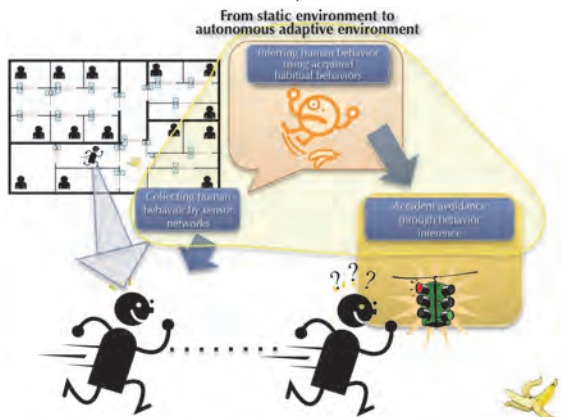 From static environment to
autonomous adaptive environment
Inferring human behavior
using acquired
habitual behaviors
Collecting human
behavior by sensor
networks
Accident avoidance
through behavior
inference
? ? ?